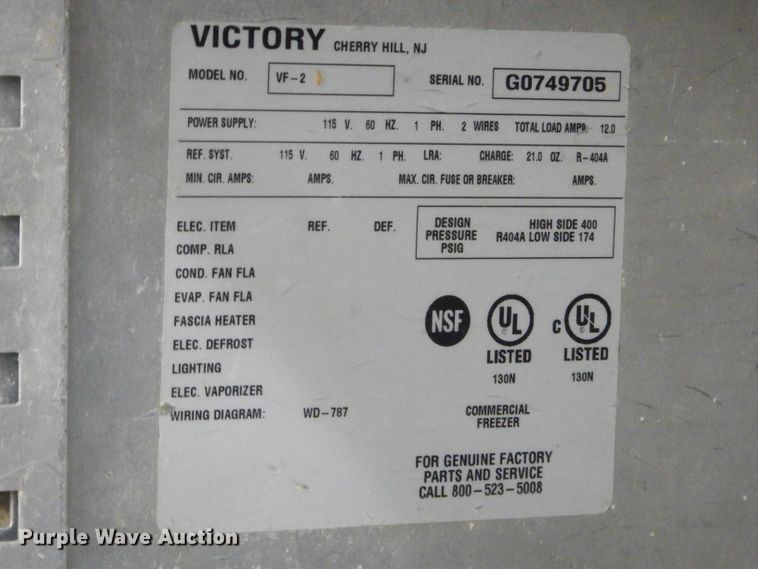 VICTORY CHERRY HILL, NJ
MODEL NO. VF-2 SERIAL NO. G0749705
POWER SUPPLY: 115 V. 60 HZ. 1 PH. 2 WIRES TOTAL LOAD AMPS. 12.0
REF. SYST. 115 V. 60 HZ. 1 PH. LRA: CHARGE: 21.0 OZ. R-404A
MIN. CIR. AMPS: AMPS. MAX. CIR. FUSE OR BREAKER: AMPS.
ELEC. ITEM REF. DEF.
COMP. RLA
COND. FAN FLA
EVAP. FAN FLA
FASCIA HEATER
ELEC. DEFROST
LIGHTING
ELEC. VAPORIZER
WIRING DIAGRAM: WD-787
DESIGN HIGH SIDE 400
PRESSURE R404A LOW SIDE 174
PSIG
NSF UL C UL
LISTED LISTED
130N 130N
COMMERCIAL
FREEZER
FOR GENUINE FACTORY
PARTS AND SERVICE
CALL 800-523-5008
Purple Wave Auction